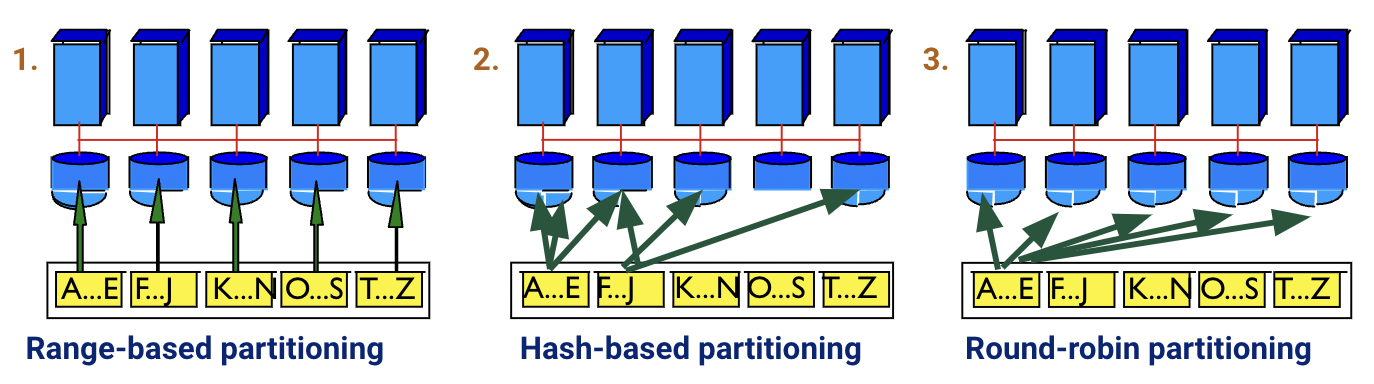 1.
A...E F...J K...N O...S T...Z
Range-based partitioning
2.
A...E F...J K...N O...S T...Z
Hash-based partitioning
3.
A...E F...J K...N O...S T...Z
Round-robin partitioning